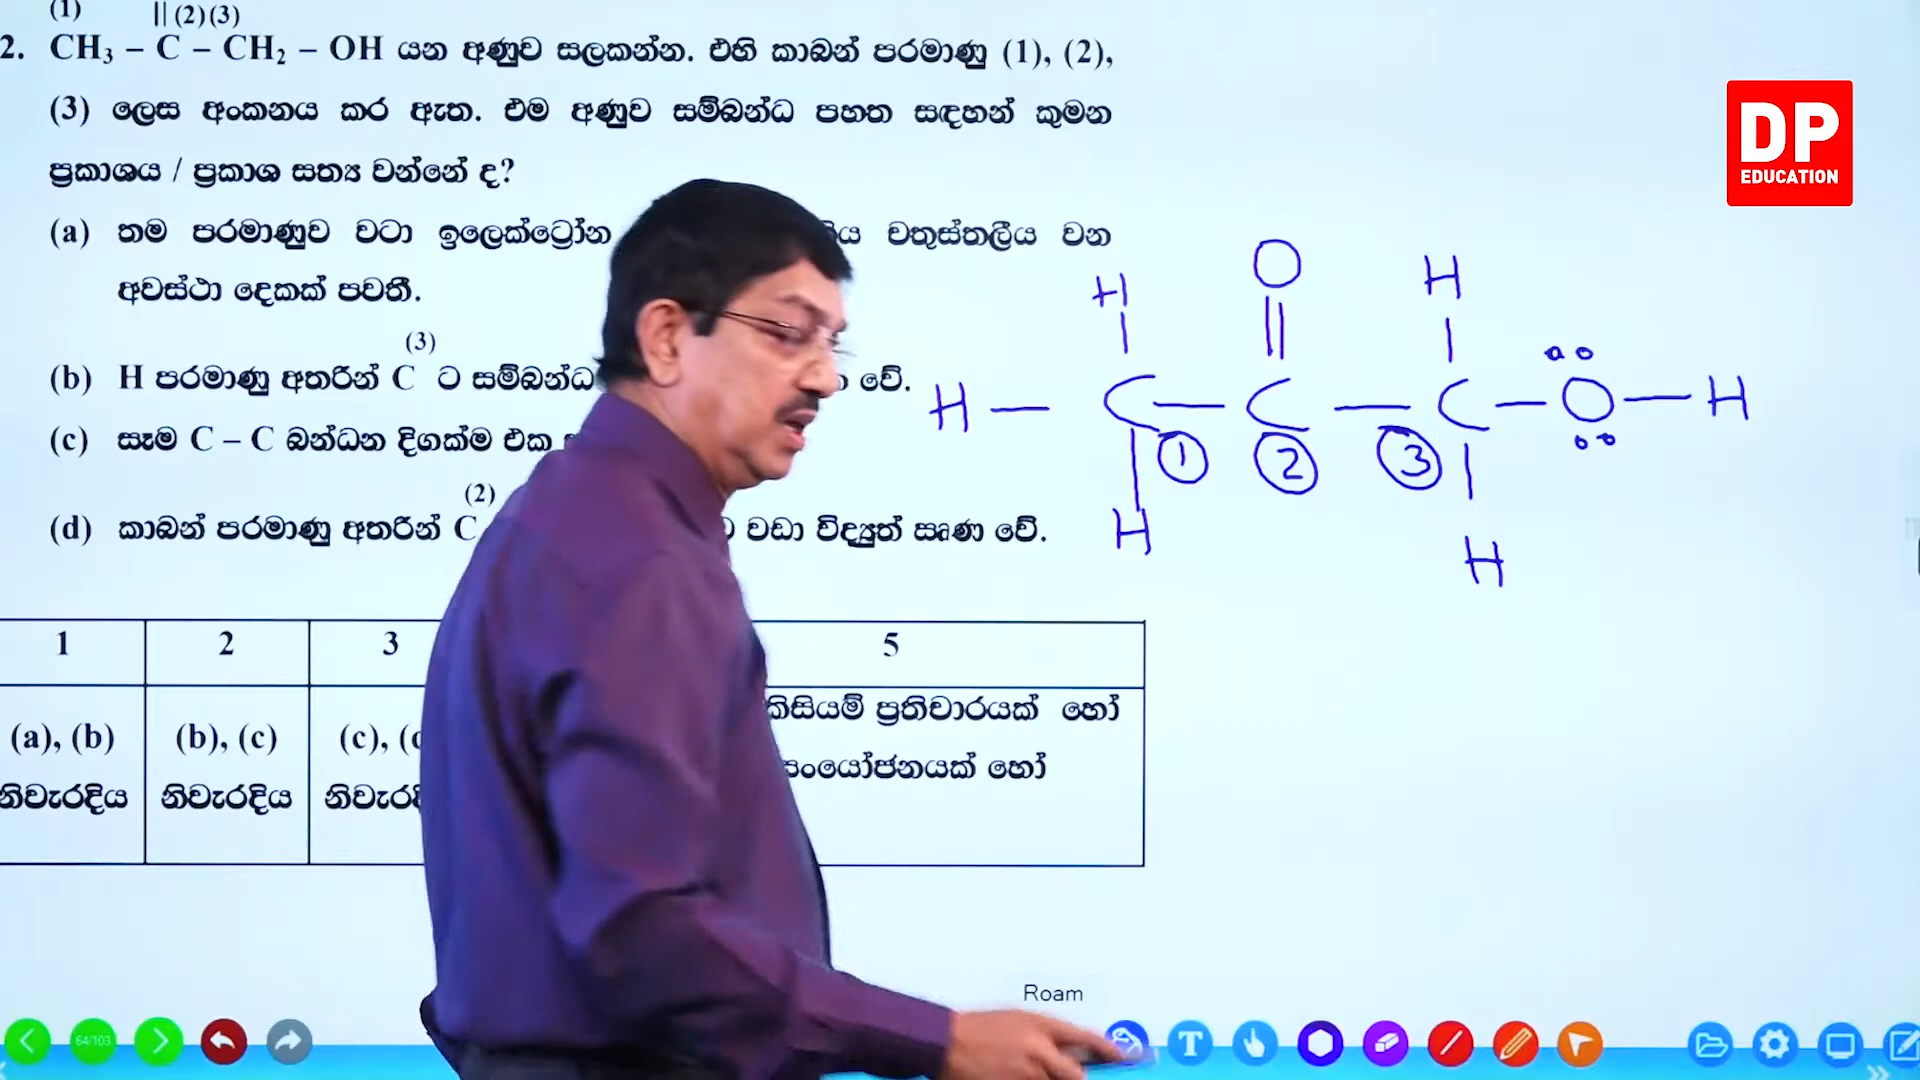 (1) || (2) (3)
2. CH3 – C – CH2 – OH යන අණුව සලකන්න. එහි කාබන් පරමාණු (1), (2),
(3) ලෙස අංකනය කර ඇත. එම අණුව සම්බන්ධ පහත සඳහන් කුමන
ප්‍රකාශය / ප්‍රකාශ සත්‍ය වන්නේ ද?
(a) තම පරමාණුව වටා ඉලෙක්ට්‍රෝන චතුස්තලීය වන
අවස්ථා දෙකක් පවතී.
(3)
(b) H පරමාණු අතරින් C ට සම්බන්ධ වේ.
(c) සෑම C – C බන්ධන දිගක්ම එක
(2)
(d) කාබන් පරමාණු අතරින් C වඩා විද්‍යුත් සෘණ වේ.
1 2 3 5
(a), (b) (b), (c) (c),
නිවැරදිය නිවැරදිය
කිසියම් ප්‍රතිචාරයක් හෝ
සංයෝජනයක් හෝ
H O H
H C C C O H
1 2 3
H H
DP
EDUCATION
Roam
64/103
T